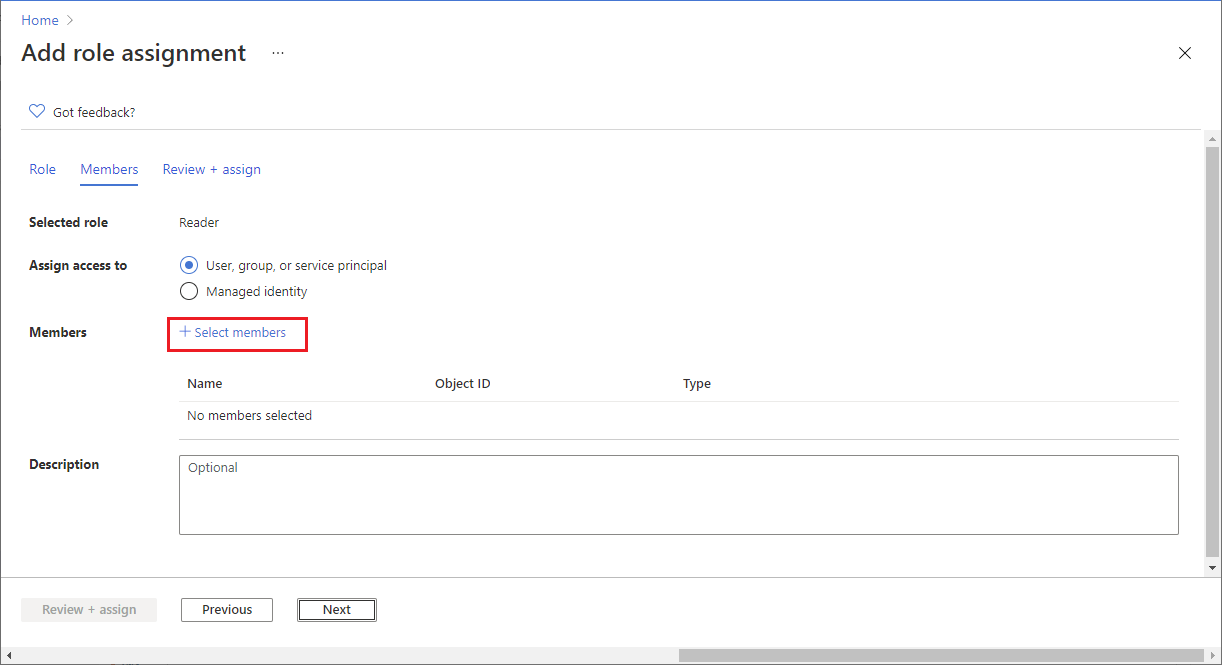 Home
Add role assignment ...
Got feedback?
Role Members Review + assign
Selected role Reader
Assign access to User, group, or service principal
Managed identity
Members + Select members
Name Object ID Type
No members selected
Description Optional
Review + assign Previous Next